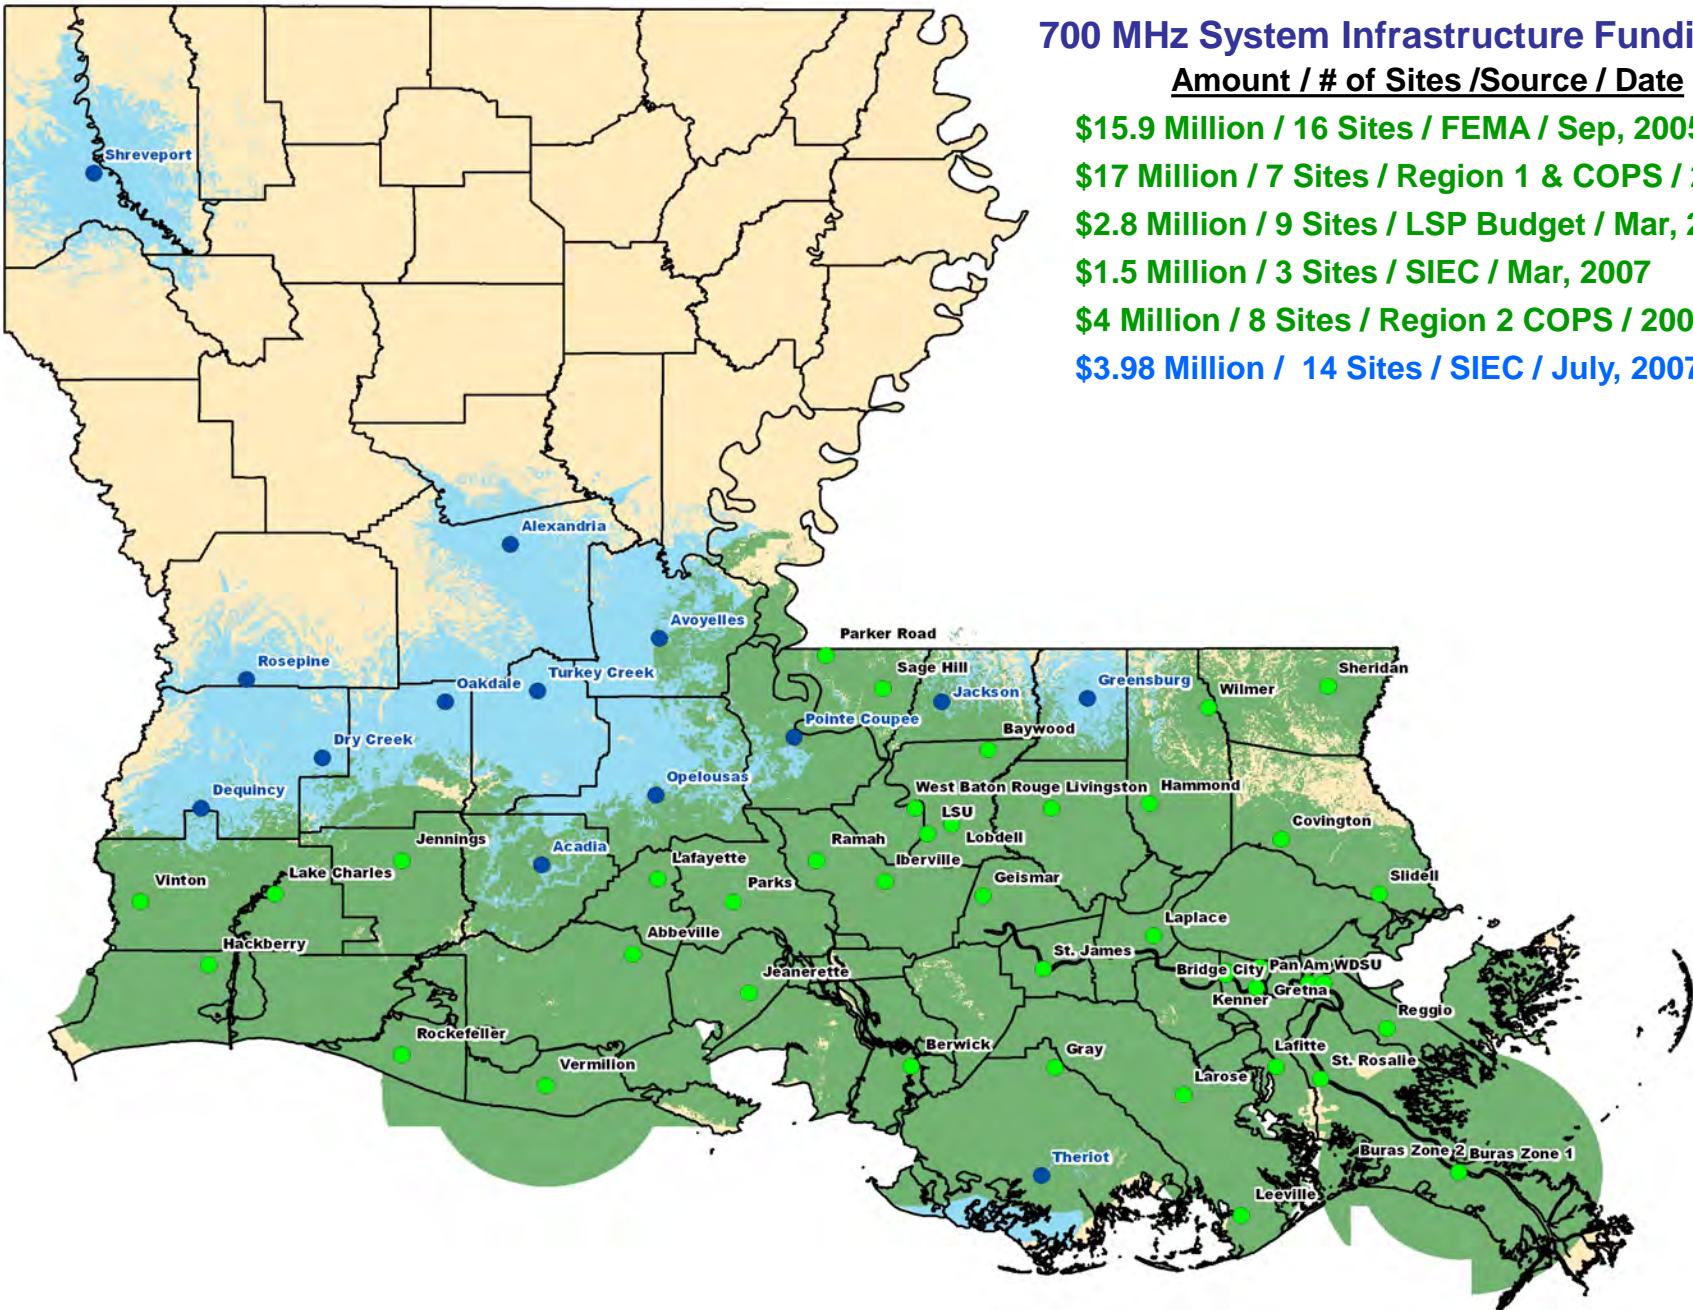 700 MHz System Infrastructure Fundi
Amount / # of Sites /Source / Date
$15.9 Million / 16 Sites / FEMA / Sep, 2005
$17 Million / 7 Sites / Region 1 & COPS /
$2.8 Million / 9 Sites / LSP Budget / Mar,
$1.5 Million / 3 Sites / SIEC / Mar, 2007
$4 Million / 8 Sites / Region 2 COPS / 200
$3.98 Million / 14 Sites / SIEC / July, 2007
Shreveport
Alexandria
Avoyelles
Parker Road
Rosepine
Turkey Creek
Sage Hill
Sheridan
Oakdale
Jackson
Greensburg
Wilmer
Pointe Coupee
Baywood
Dry Creek
Opelousas
Dequincy
West Baton Rouge
Livingston
Hammond
LSU
Covington
Jennings
Ramah
Lobdell
Acadia
Lafayette
Iberville
Lake Charles
Vinton
Parks
Geismar
Slidell
Laplace
Abbeville
Hackberry
St. James
Jeanerette
Bridge City
Pan Am
WDSU
Kenner
Gretna
Reggio
Rockefeller
Berwick
Gray
Lafitte
St. Rosalie
Vermilion
Larose
Theriot
Buras Zone 2
Buras Zone 1
Leeville